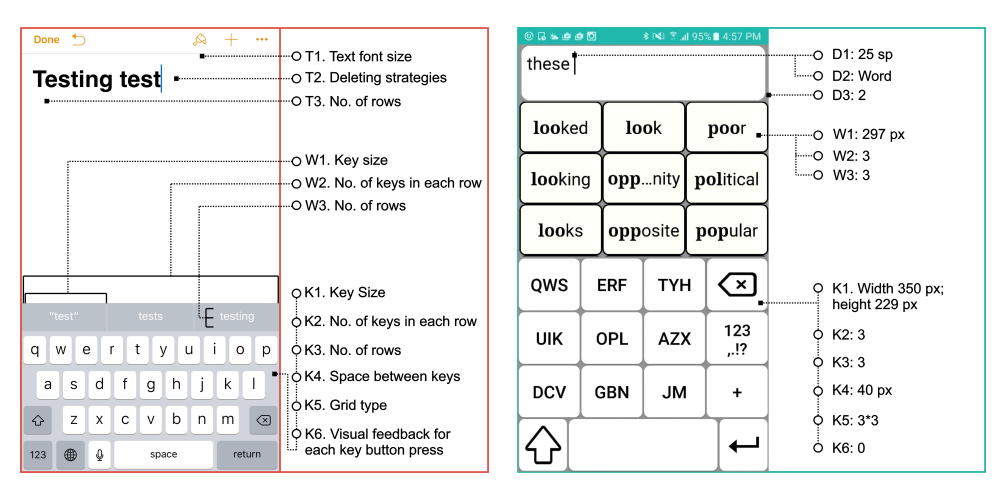 Done
Testing test
T1. Text font size
T2. Deleting strategies
T3. No. of rows
W1. Key size
W2. No. of keys in each row
W3. No. of rows
K1. Key Size
K2. No. of keys in each row
K3. No. of rows
K4. Space between keys
K5. Grid type
K6. Visual feedback for
each key button press
"test" tests testing
q w e r t y u i o p
a s d f g h j k l
z x c v b n m
123 space return
95% 4:57 PM
these
looked look poor
looking opp...nity political
looks opposite popular
QWS ERF TYH
UIK OPL AZX 123
,.!?
DCV GBN JM +
D1: 25 sp
D2: Word
D3: 2
W1: 297 px
W2: 3
W3: 3
K1. Width 350 px;
height 229 px
K2: 3
K3: 3
K4: 40 px
K5: 3*3
K6: 0